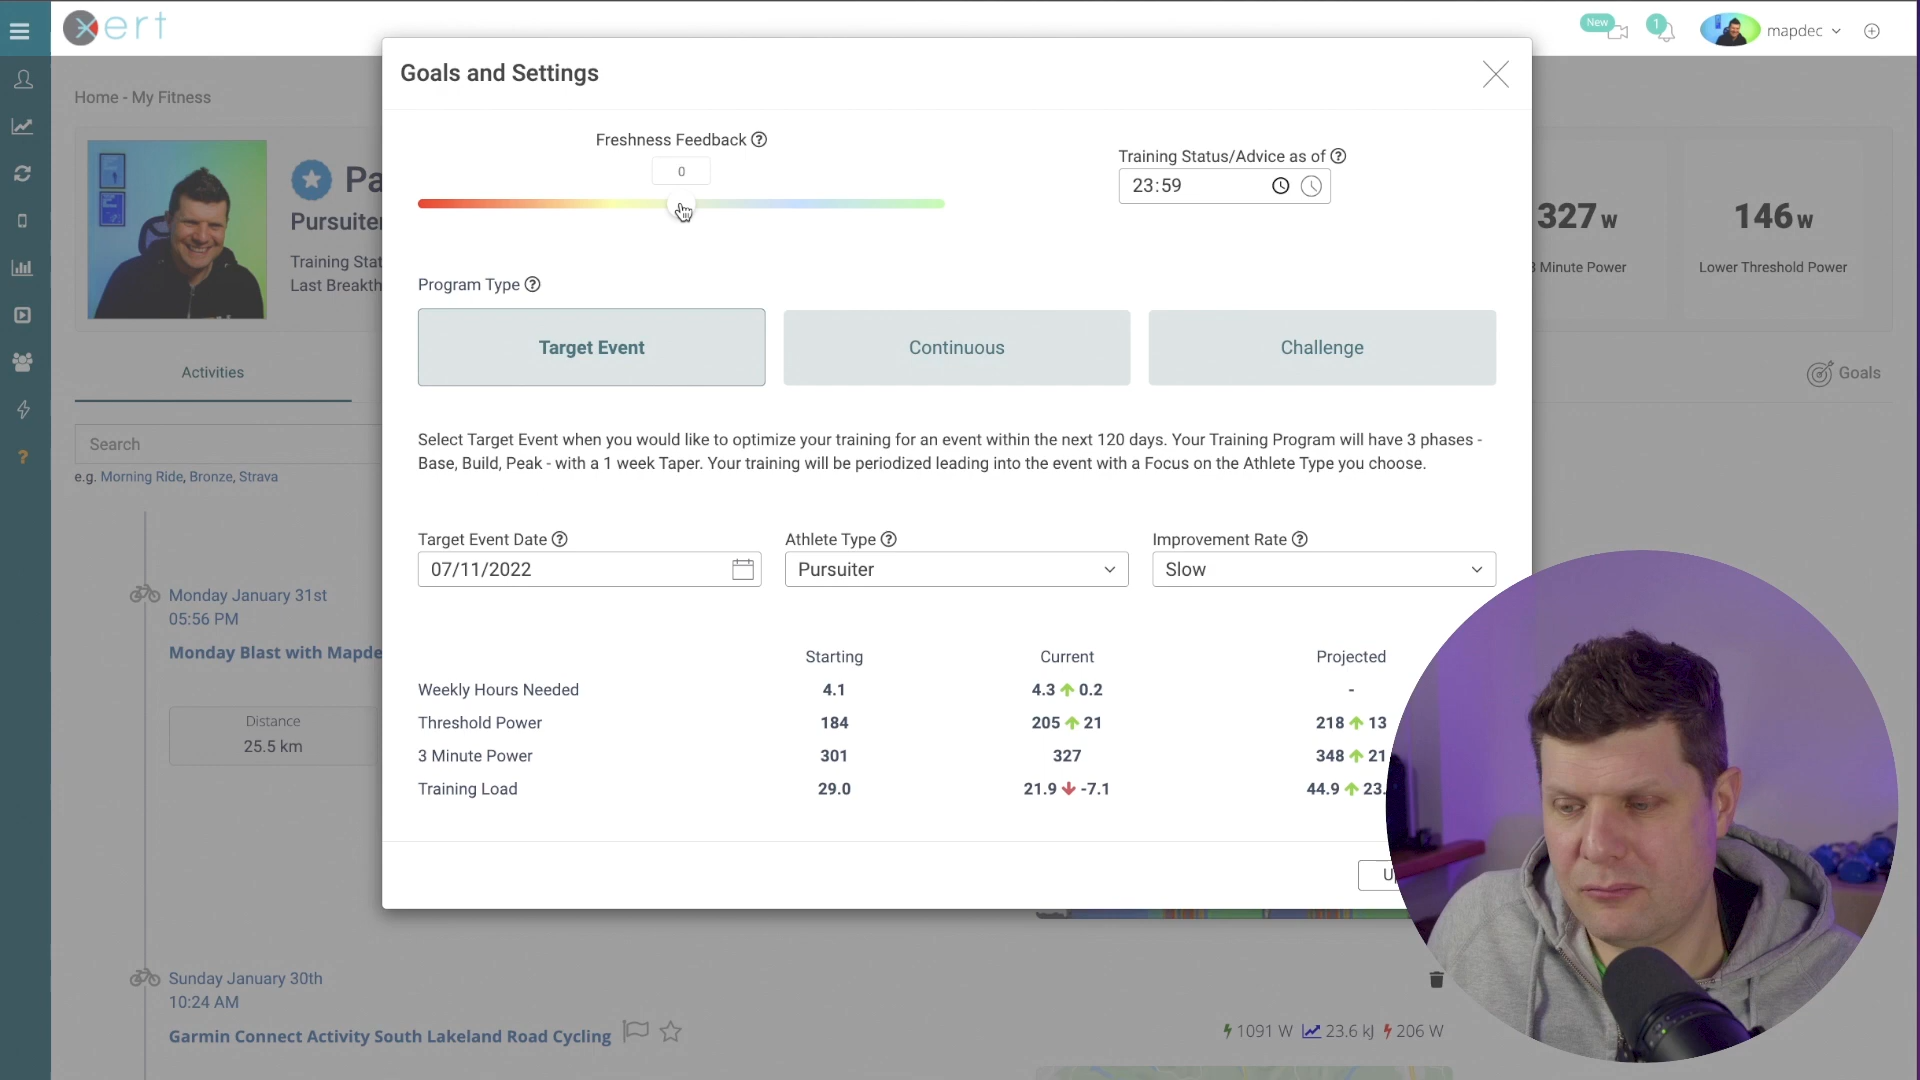 xert
New
1
mapdec
Goals and Settings
Home - My Fitness
Freshness Feedback
0
Training Status/Advice as of
23:59
Pa
Pursuiter
Training Stat
Last Breakth
327 W
3 Minute Power
146 W
Lower Threshold Power
Program Type
Target Event
Continuous
Challenge
Activities
Goals
Search
e.g. Morning Ride, Bronze, Strava
Select Target Event when you would like to optimize your training for an event within the next 120 days. Your Training Program will have 3 phases -
Base, Build, Peak - with a 1 week Taper. Your training will be periodized leading into the event with a Focus on the Athlete Type you choose.
Target Event Date
07/11/2022
Athlete Type
Pursuiter
Improvement Rate
Slow
Monday January 31st
05:56 PM
Monday Blast with Mapde
Distance
25.5 km
Starting Current Projected
Weekly Hours Needed 4.1 4.3 0.2 -
Threshold Power 184 205 21 218 13
3 Minute Power 301 327 348 21
Training Load 29.0 21.9 -7.1 44.9 23.
Sunday January 30th
10:24 AM
Garmin Connect Activity South Lakeland Road Cycling
1091 W 23.6 kJ 206 W